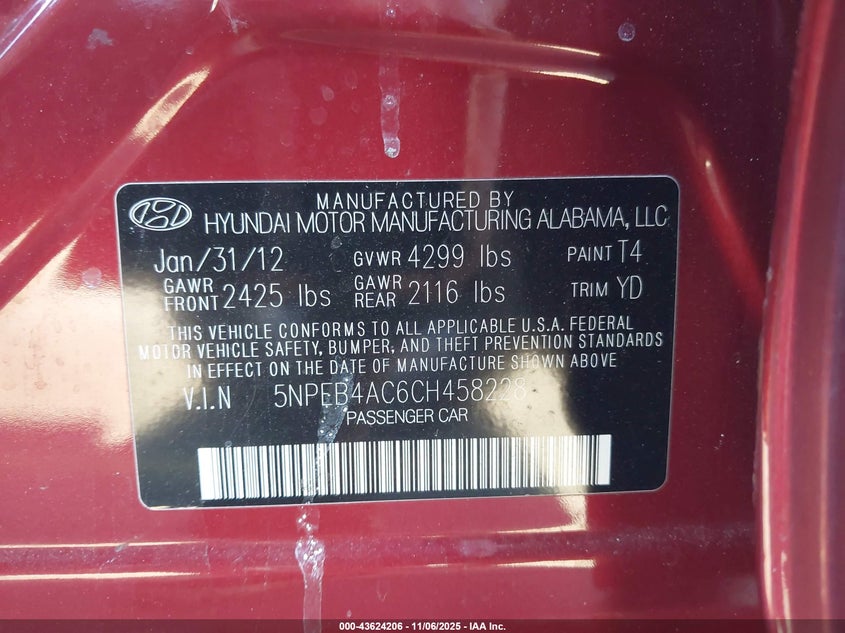 MANUFACTURED BY
HYUNDAI MOTOR MANUFACTURING ALABAMA, LLC
Jan/31/12 GVWR 4299 lbs PAINT T4
GAWR FRONT 2425 lbs GAWR REAR 2116 lbs TRIM YD
THIS VEHICLE CONFORMS TO ALL APPLICABLE U.S.A. FEDERAL
MOTOR VEHICLE SAFETY, BUMPER, AND THEFT PREVENTION STANDARDS
IN EFFECT ON THE DATE OF MANUFACTURE SHOWN ABOVE
V.I.N 5NPEB4AC6CH458228
PASSENGER CAR
000-43624206 - 11/06/2025 - IAA Inc.